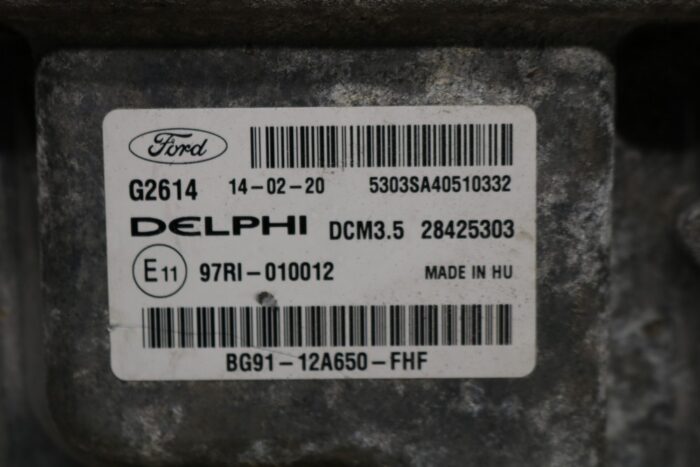 Ford
G2614 14-02-20 5303SA40510332
DELPHI DCM3.5 28425303
E11 97RI-010012 MADE IN HU
BG91-12A650-FHF